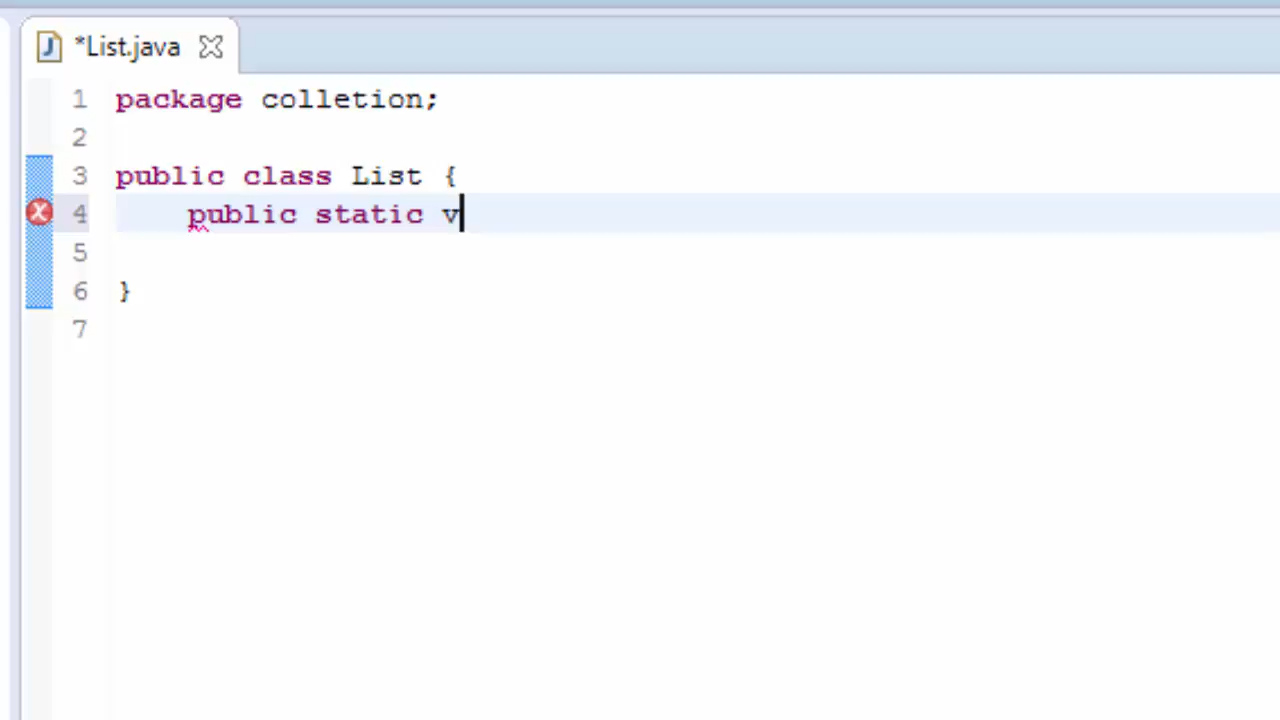 *List.java
1 package colletion;
2
3 public class List {
4 public static v
5
6 }
7